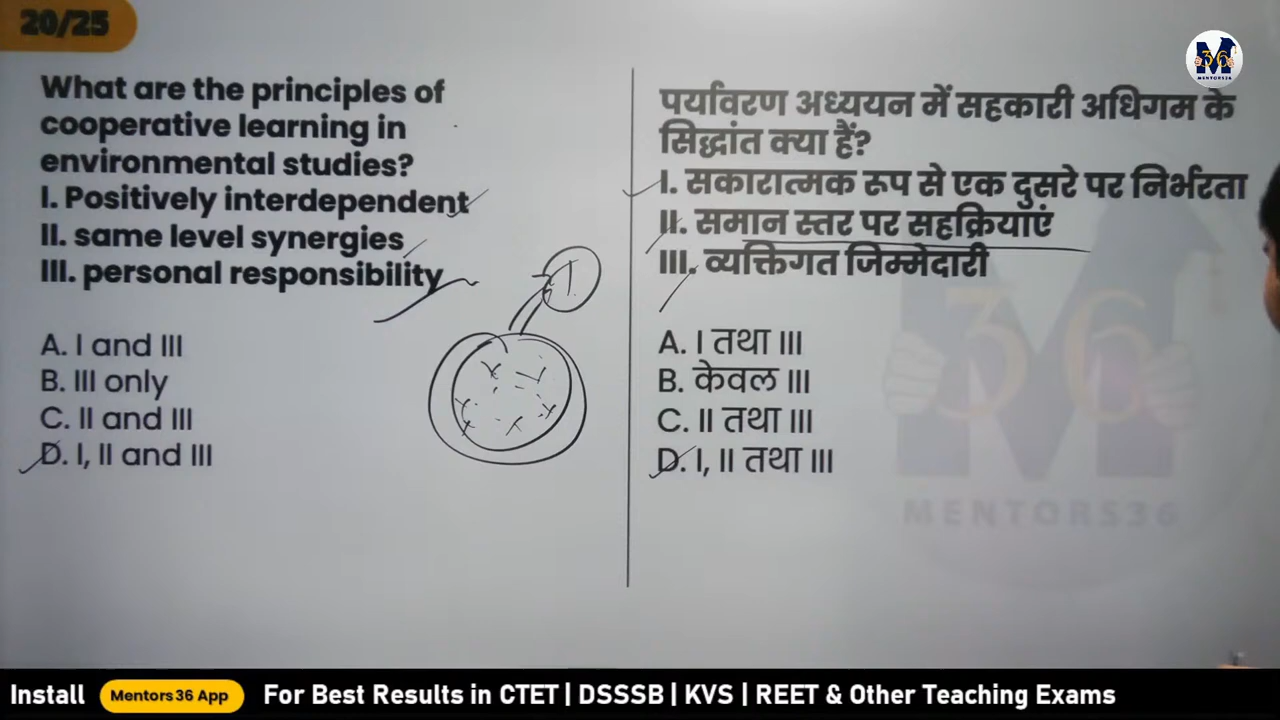 20/25
What are the principles of
cooperative learning in
environmental studies?
I. Positively interdependent
II. same level synergies
III. personal responsibility
A. I and III
B. III only
C. II and III
D. I, II and III
T
पर्यावरण अध्ययन में सहकारी अधिगम के
सिद्धांत क्या हैं?
I. सकारात्मक रूप से एक दुसरे पर निर्भरता
II. समान स्तर पर सहक्रियाएं
III. व्यक्तिगत जिम्मेदारी
A. I तथा III
B. केवल III
C. II तथा III
D. I, II तथा III
M
36
MENTORS36
36
MENTORS36
Install Mentors 36 App For Best Results in CTET | DSSSB | KVS | REET & Other Teaching Exams